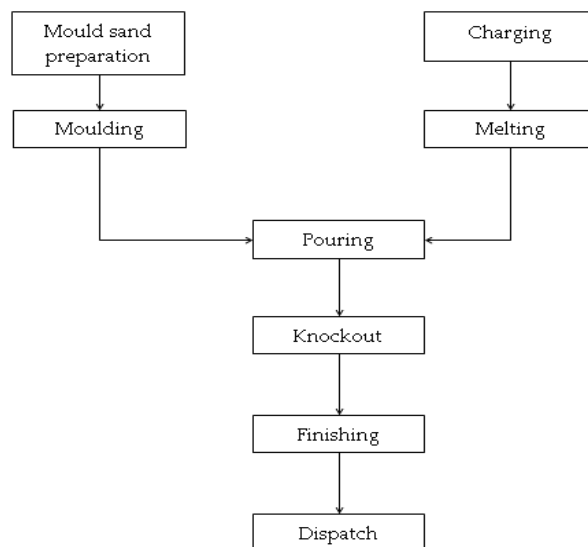 Mould sand
preparation
Charging
Moulding
Melting
Pouring
Knockout
Finishing
Dispatch